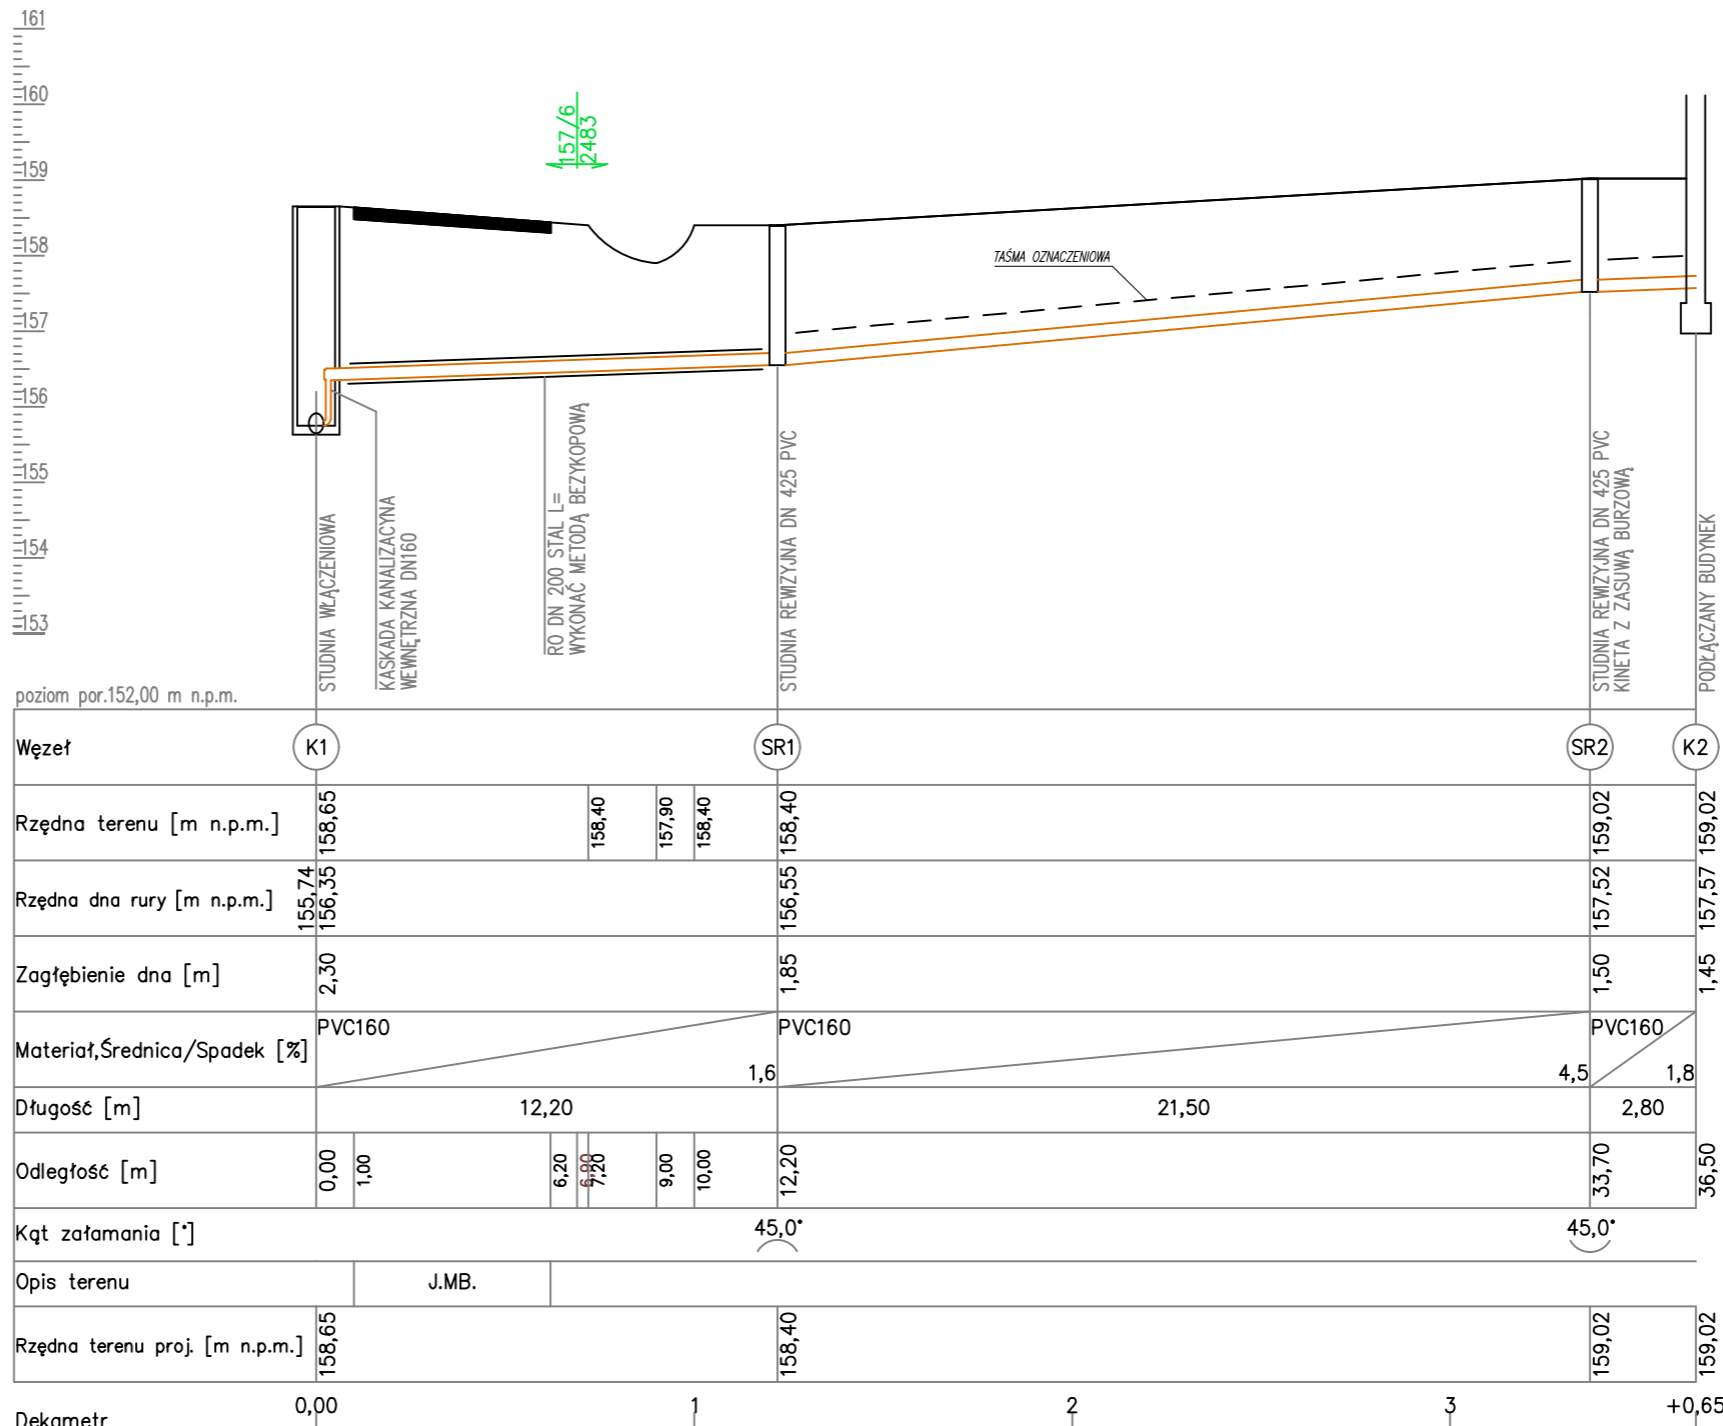 161
160
159
158
157
156
155
154
153
157/6
2483
TAŚMA OZNACZENIOWA
STUDNIA WŁĄCZENIOWA
KASKADA KANALIZACYJNA
WEWNĘTRZNA DN160
RO DN 200 STAL L=
WYKONAĆ METODĄ BEZYKOPOWĄ
STUDNIA REWIZYJNA DN 425 PVC
STUDNIA REWIZYJNA DN 425 PVC
KINETA Z ZASUWĄ BURZOWĄ
PODŁĄCZANY BUDYNEK
poziom por.152,00 m n.p.m.
Węzeł K1 SR1 SR2 K2
Rzędna terenu [m n.p.m.] 158,65 158,40 157,90 158,40 158,40 159,02 159,02
Rzędna dna rury [m n.p.m.] 155,74 156,35 156,55 157,52 157,57
Zagłębienie dna [m] 2,30 1,85 1,50 1,45
Materiał,Średnica/Spadek [%] PVC160 1,6 PVC160 4,5 PVC160 1,8
Długość [m] 12,20 21,50 2,80
Odległość [m] 0,00 1,00 6,20 6,90 7,20 9,00 10,00 12,20 33,70 36,50
Kąt załamania [°] 45,0° 45,0°
Opis terenu J.MB.
Rzędna terenu proj. [m n.p.m.] 158,65 158,40 159,02 159,02
Dekametr 0,00 1 2 3 +0,65